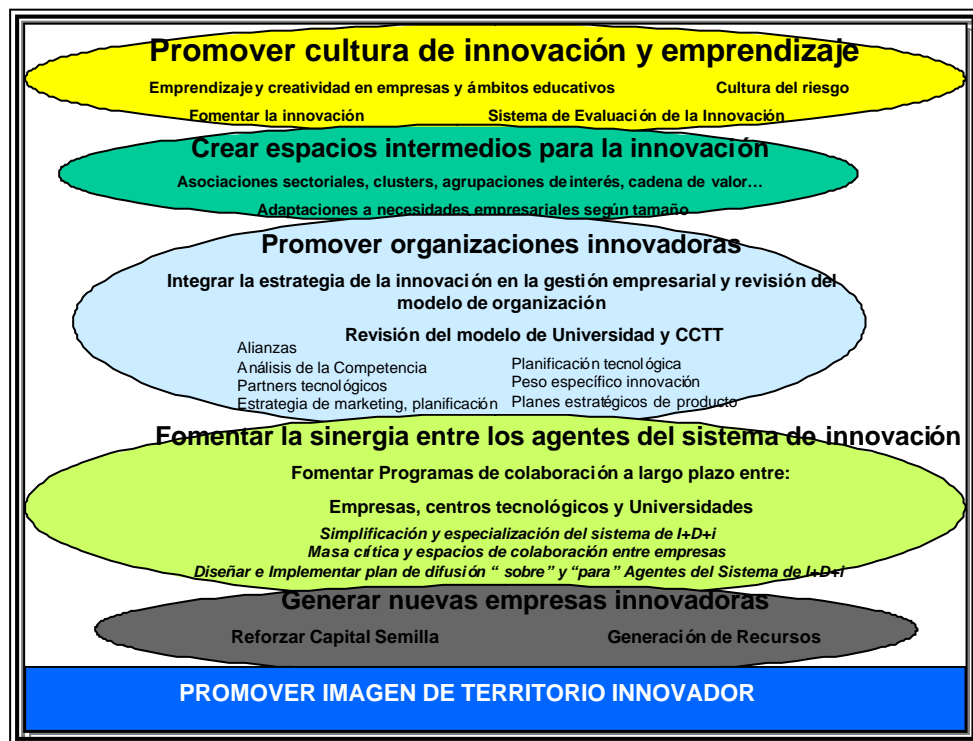 Promover cultura de innovación y emprendizaje
Emprendizaje y creatividad en empresas y ámbitos educativos Cultura del riesgo
Fomentar la innovación Sistema de Evaluación de la Innovación
Crear espacios intermedios para la innovación
Asociaciones sectoriales, clusters, agrupaciones de interés, cadena de valor…
Adaptaciones a necesidades empresariales según tamaño
Promover organizaciones innovadoras
Integrar la estrategia de la innovación en la gestión empresarial y revisión del
modelo de organización
Revisión del modelo de Universidad y CCTT
Alianzas
Análisis de la Competencia
Partners tecnológicos
Estrategia de marketing, planificación
Planificación tecnológica
Peso específico innovación
Planes estratégicos de producto
Fomentar la sinergia entre los agentes del sistema de innovación
Fomentar Programas de colaboración a largo plazo entre:
Empresas, centros tecnológicos y Universidades
Simplificación y especialización del sistema de I+D+i
Masa crítica y espacios de colaboración entre empresas
Diseñar e Implementar plan de difusión “ sobre” y “para” Agentes del Sistema de I+D+i
Generar nuevas empresas innovadoras
Reforzar Capital Semilla Generación de Recursos
PROMOVER IMAGEN DE TERRITORIO INNOVADOR